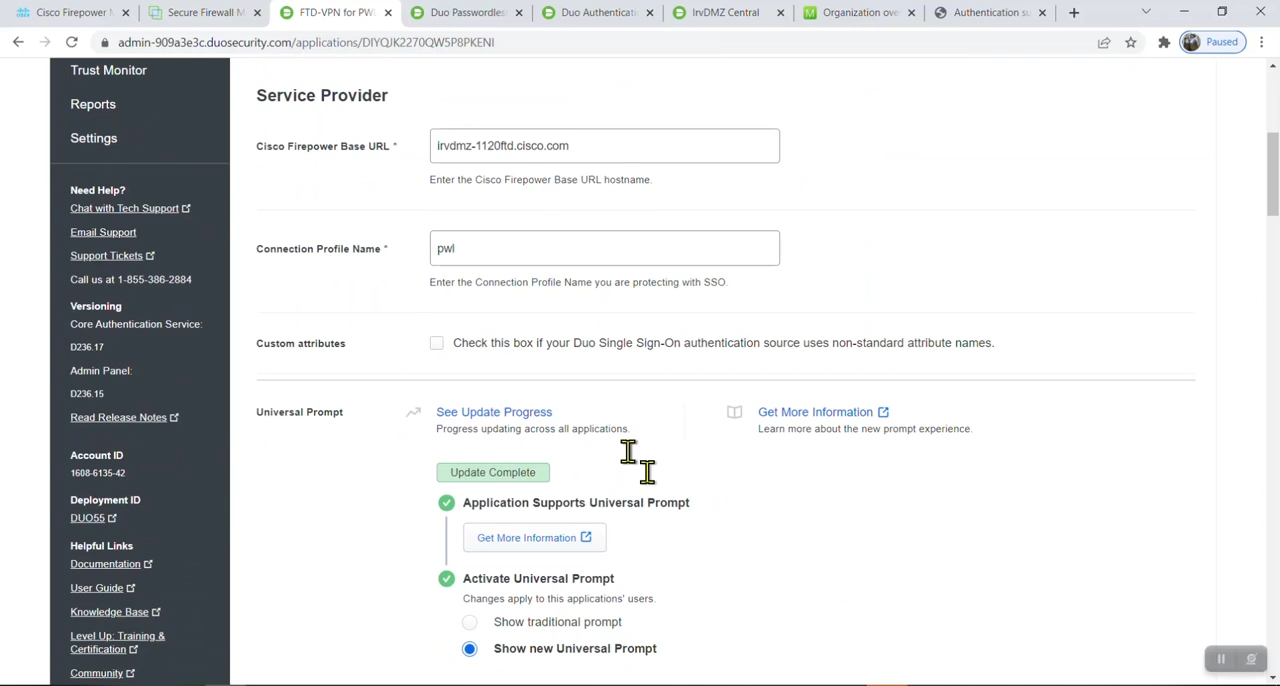 Cisco Firepower M
Secure Firewall M
FTD-VPN for PW
Duo Passwordles
Duo Authenticati
IrvDMZ Central
Organization ove
Authentication su
admin-909a3e3c.duosecurity.com/applications/DIYQJK2270QW5P8PKENI
Paused
Trust Monitor
Reports
Settings
Need Help?
Chat with Tech Support
Email Support
Support Tickets
Call us at 1-855-386-2884
Versioning
Core Authentication Service:
D236.17
Admin Panel:
D236.15
Read Release Notes
Account ID
1608-6135-42
Deployment ID
DUO55
Helpful Links
Documentation
User Guide
Knowledge Base
Level Up: Training &
Certification
Community
Service Provider
Cisco Firepower Base URL *
irvdmz-1120ftd.cisco.com
Enter the Cisco Firepower Base URL hostname.
Connection Profile Name *
pwl
Enter the Connection Profile Name you are protecting with SSO.
Custom attributes
Check this box if your Duo Single Sign-On authentication source uses non-standard attribute names.
Universal Prompt
See Update Progress
Progress updating across all applications.
Get More Information
Learn more about the new prompt experience.
Update Complete
Application Supports Universal Prompt
Get More Information
Activate Universal Prompt
Changes apply to this applications' users.
Show traditional prompt
Show new Universal Prompt